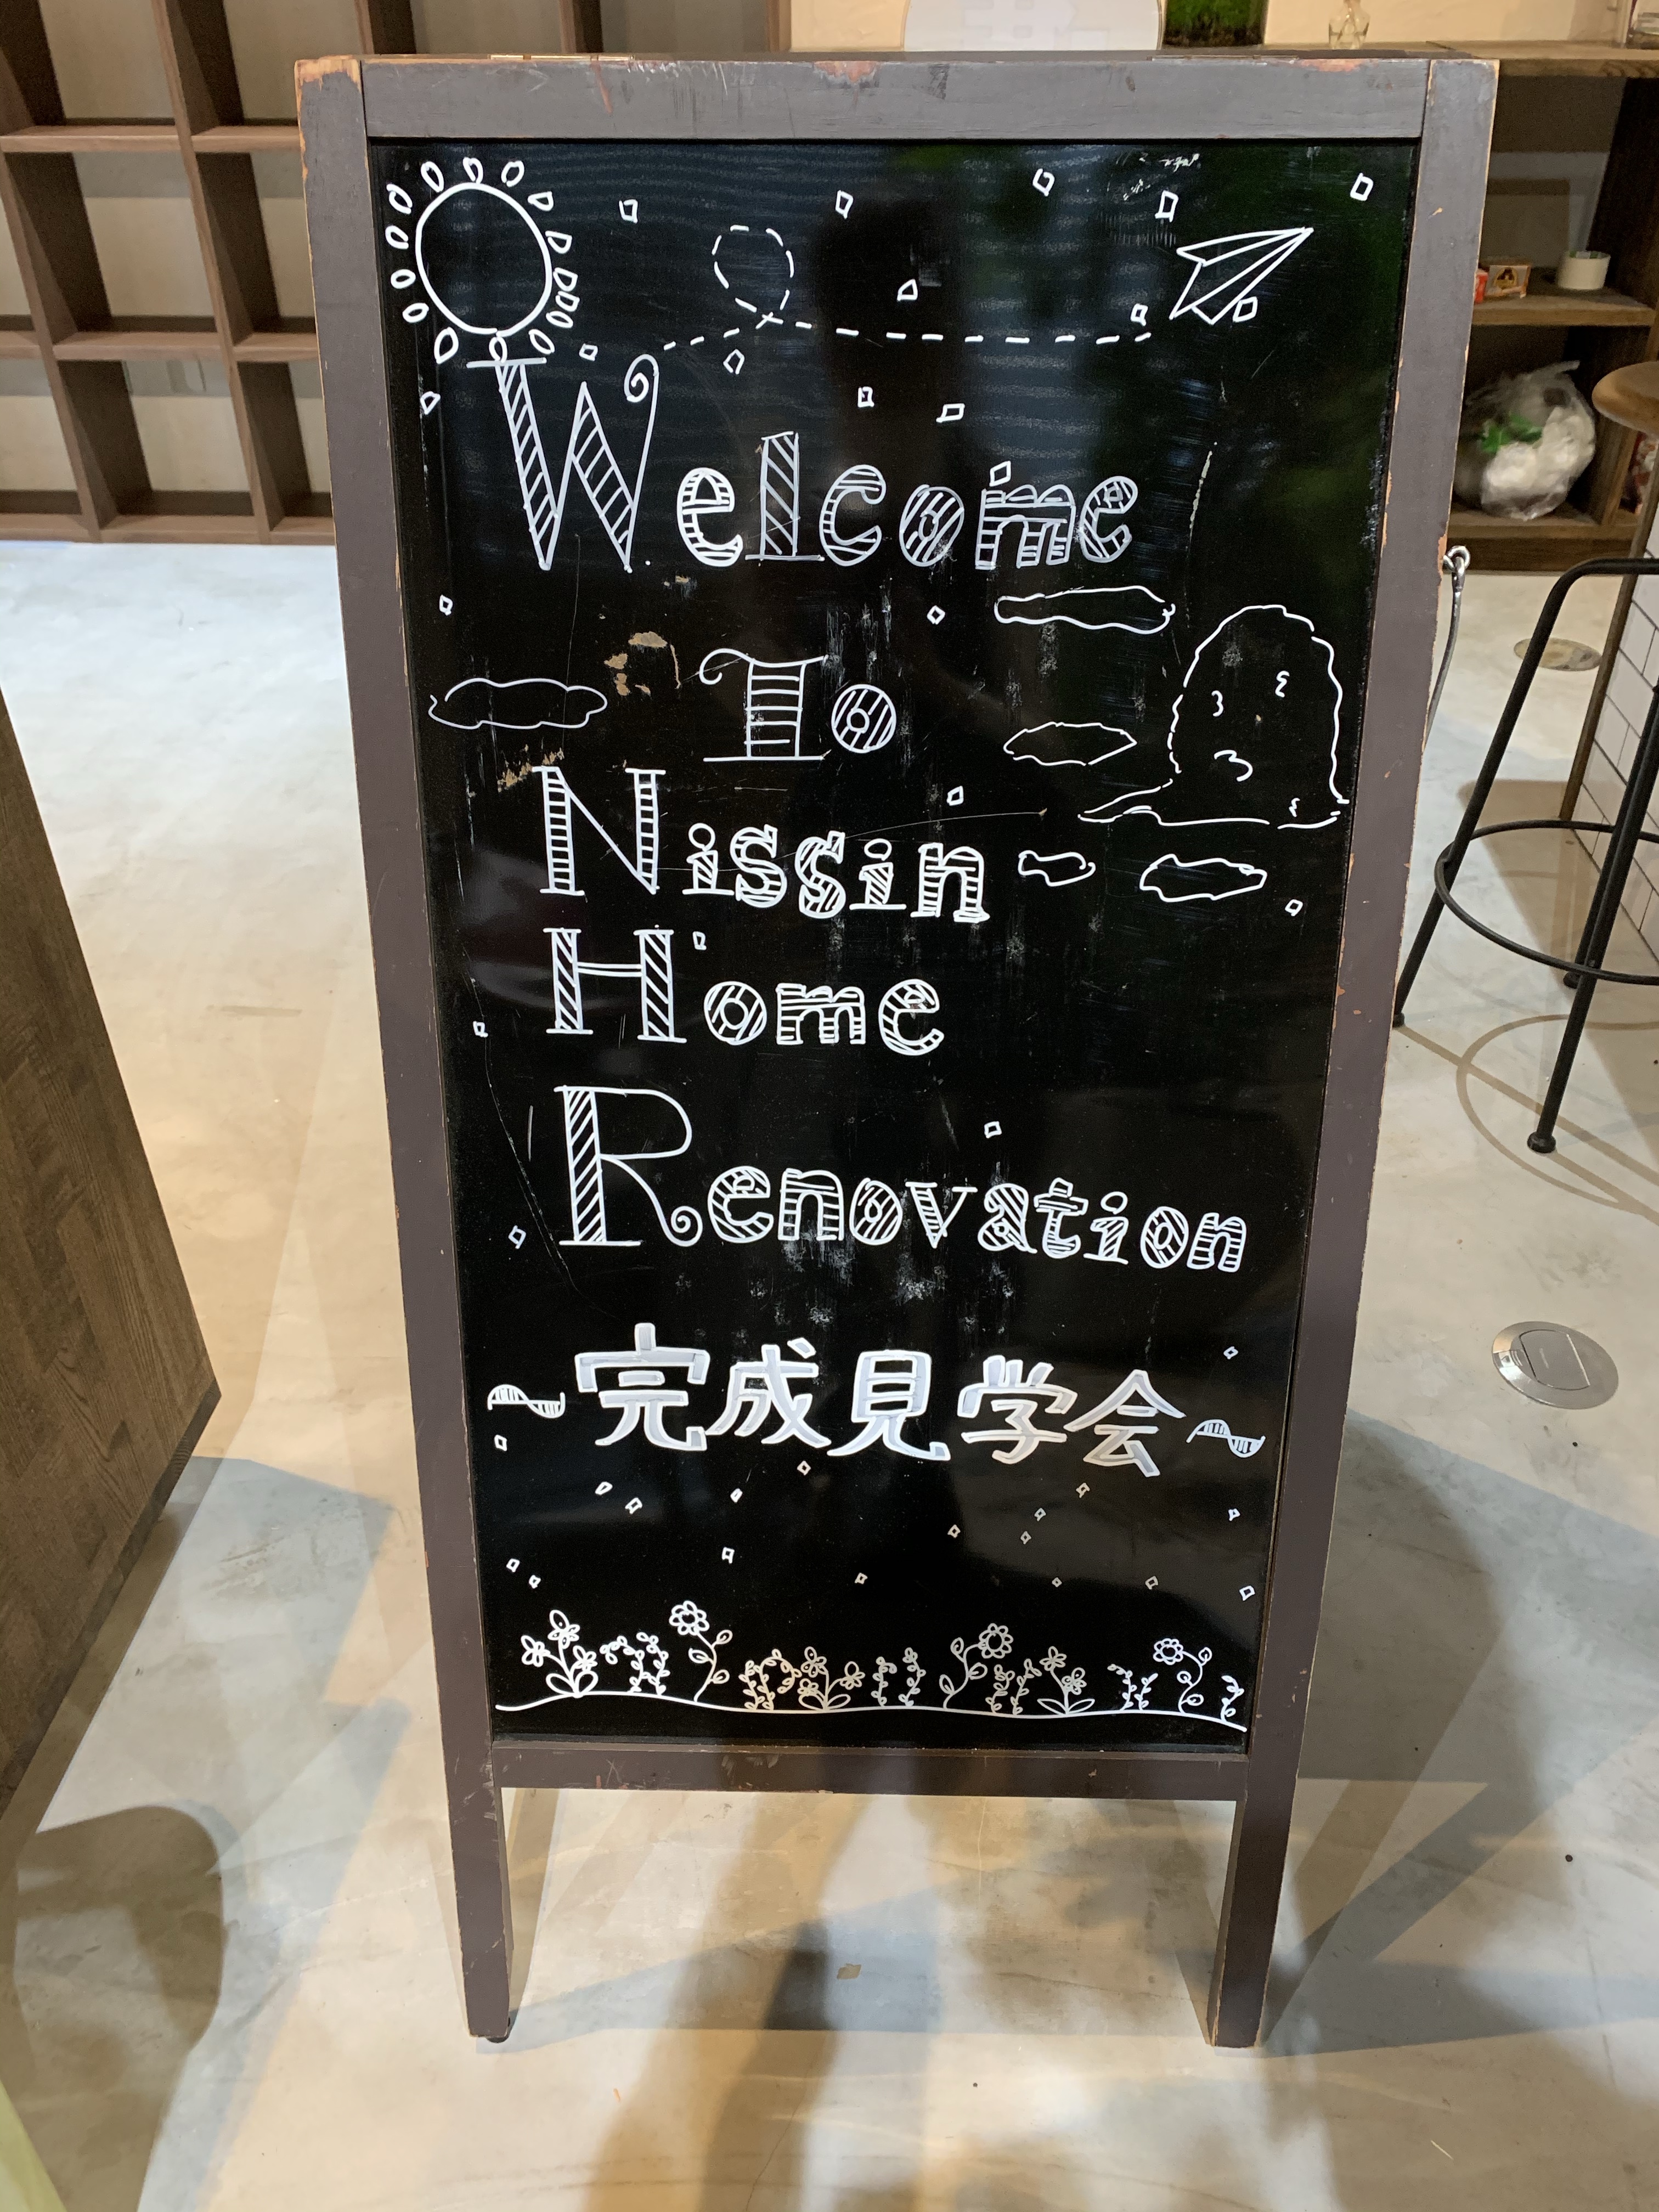 Welcome
To
Nissin
Home
Renovation
~完成見学会~